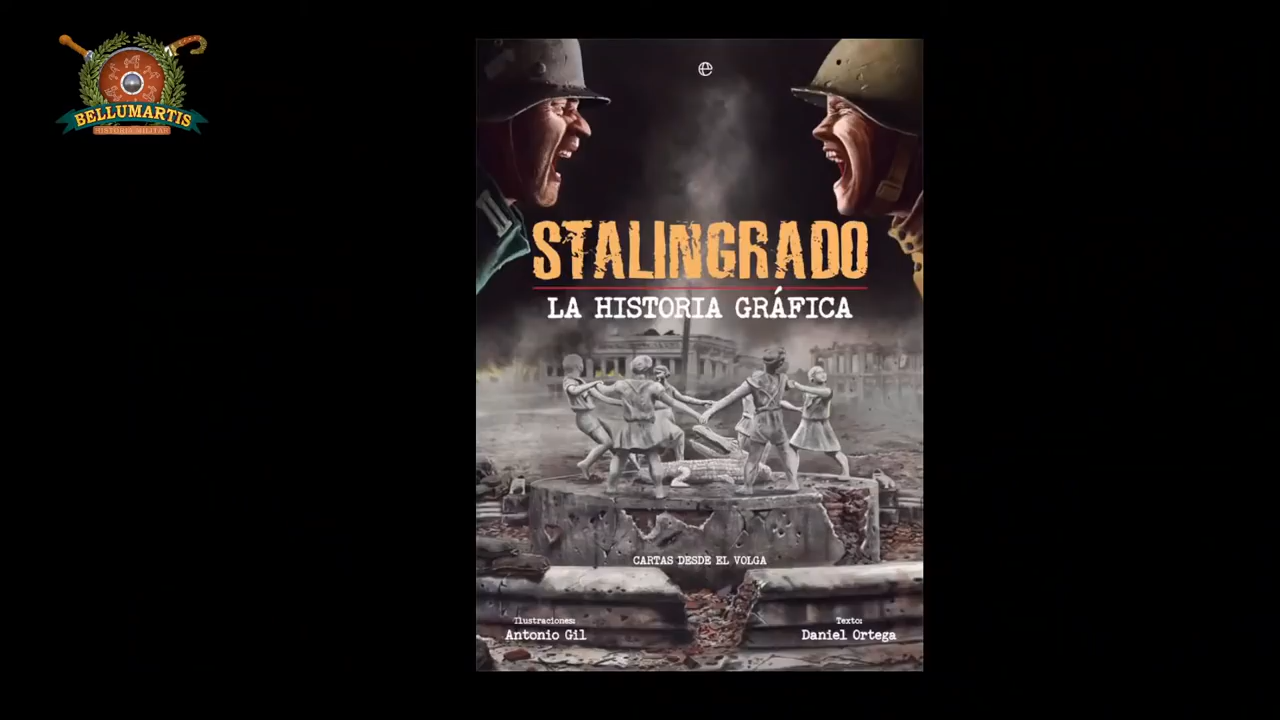 BELLUMARTIS
HISTORIA MILITAR
STALINGRADO
LA HISTORIA GRÁFICA
CARTAS DESDE EL VOLGA
Ilustraciones:
Antonio Gil
Texto:
Daniel Ortega